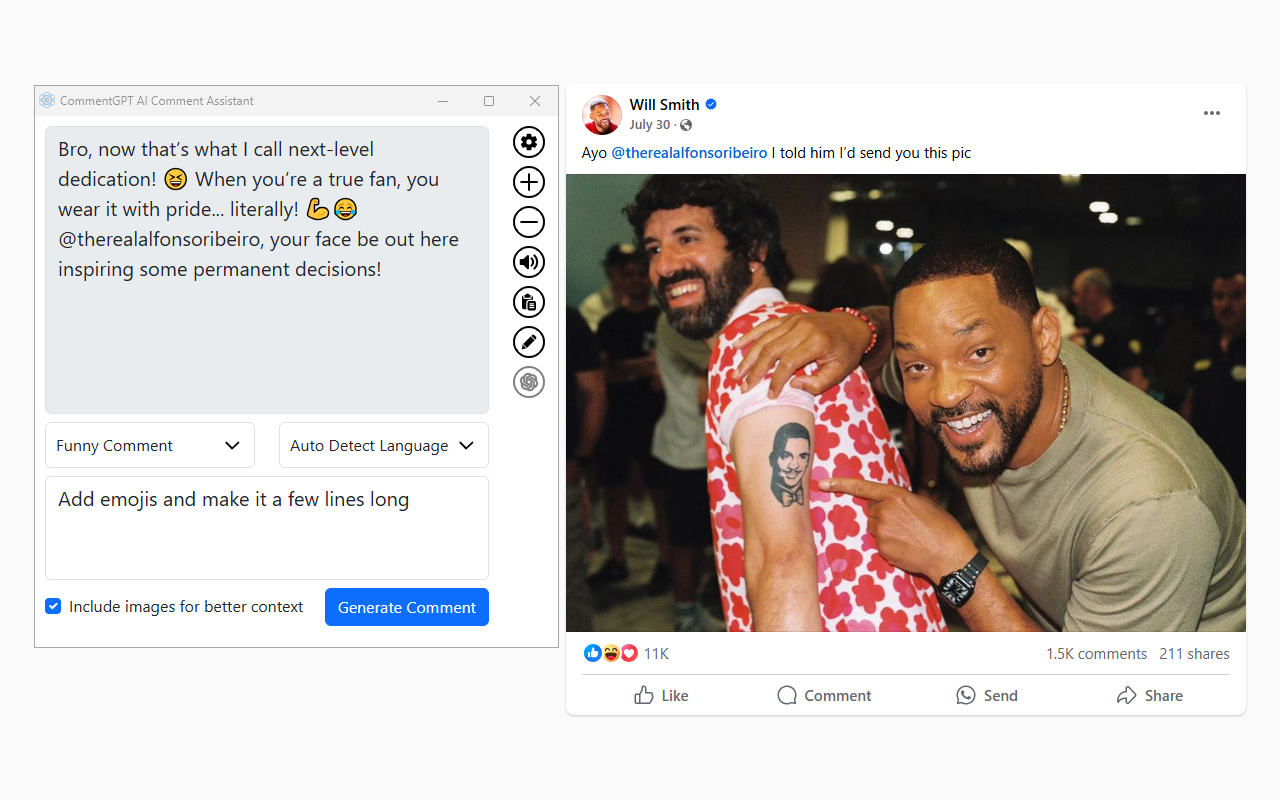 CommentGPT AI Comment Assistant
Bro, now that’s what I call next-level
dedication! 😆 When you’re a true fan, you
wear it with pride... literally! 💪😂
@therealalfonsoribeiro, your face be out here
inspiring some permanent decisions!
Funny Comment
Auto Detect Language
Add emojis and make it a few lines long
Include images for better context
Generate Comment
Will Smith
July 30 ·
Ayo @therealalfonsoribeiro I told him I’d send you this pic
11K
1.5K comments 211 shares
Like
Comment
Send
Share